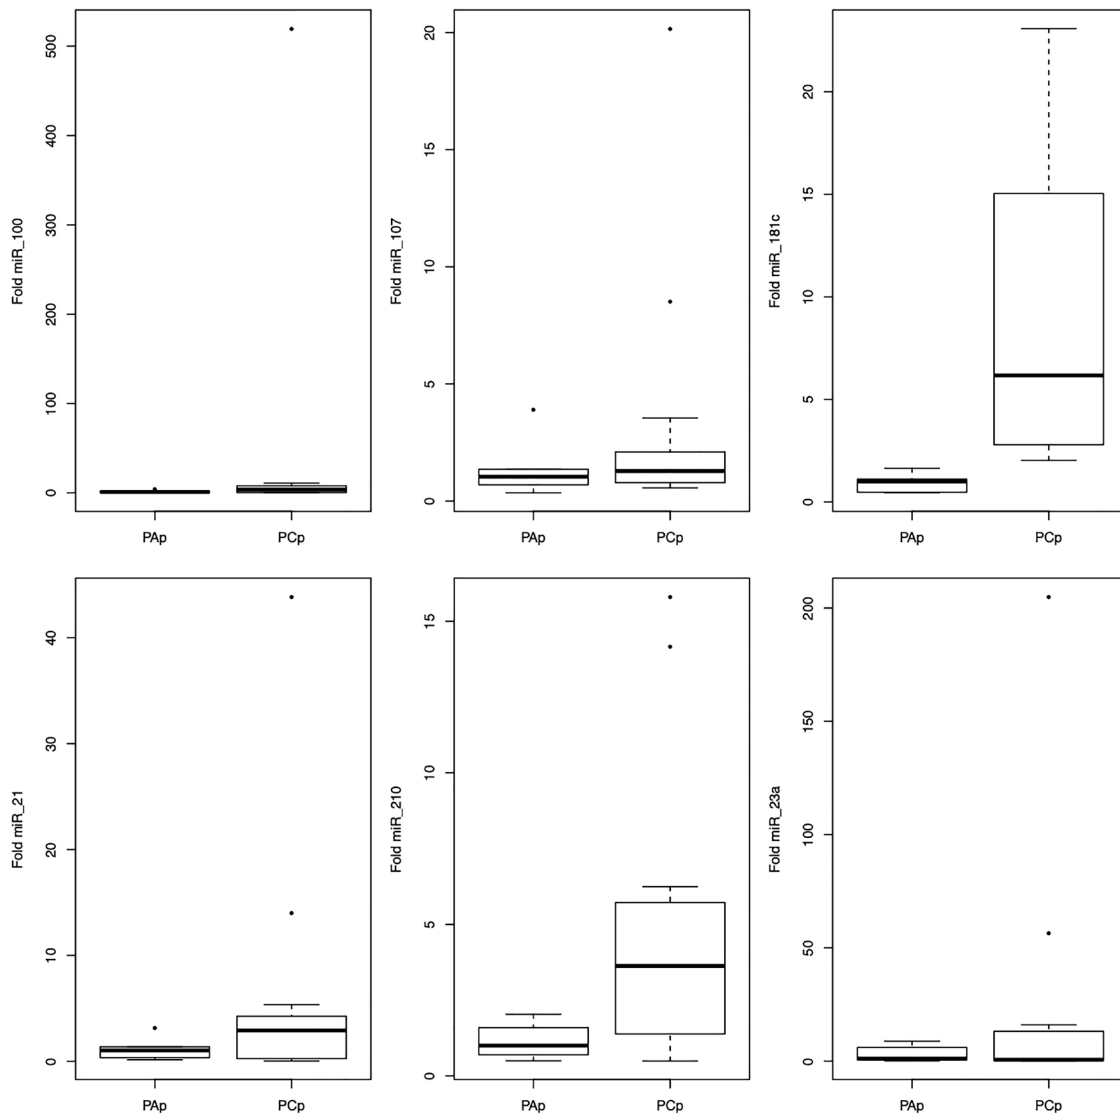 Fold miR_100
500
400
300
200
100
0
PAp PCp
Fold miR_107
20
15
10
5
0
PAp PCp
Fold miR_181c
20
15
10
5
0
PAp PCp
Fold miR_21
40
30
20
10
0
PAp PCp
Fold miR_210
15
10
5
0
PAp PCp
Fold miR_23a
200
150
100
50
0
PAp PCp